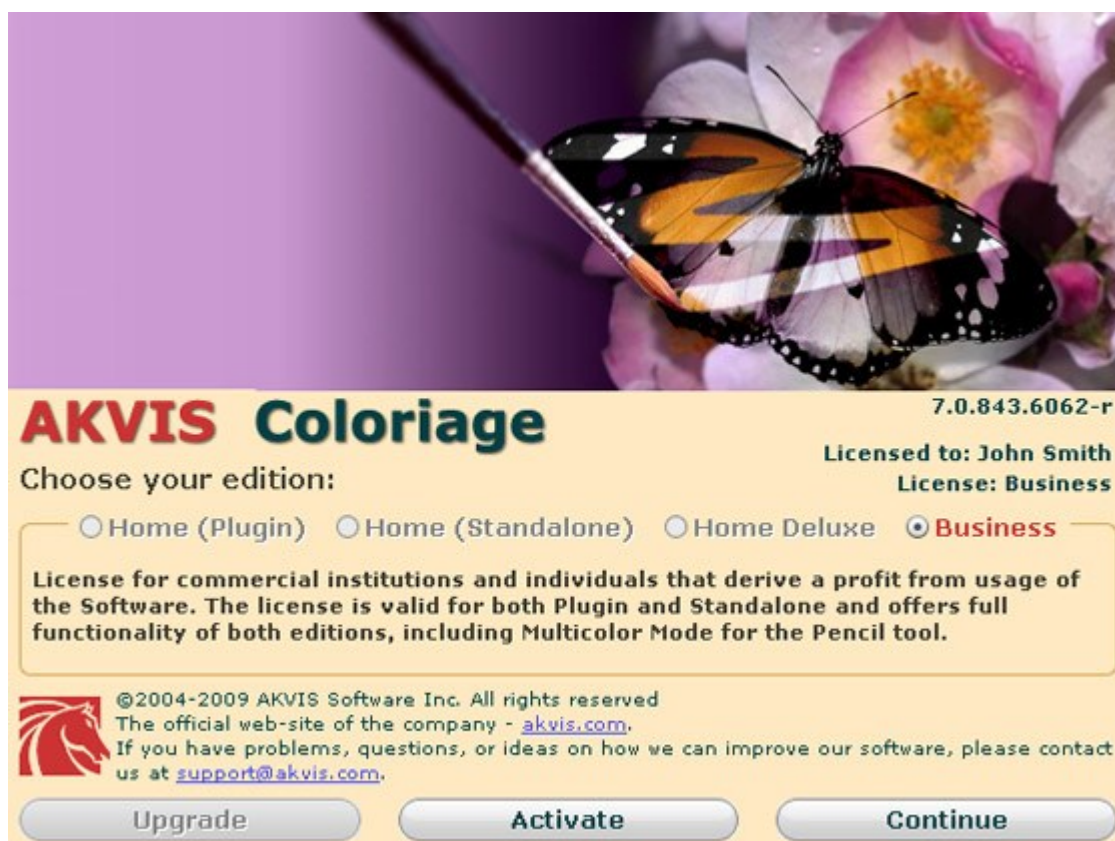 AKVIS Coloriage
7.0.843.6062-r
Licensed to: John Smith
License: Business
Choose your edition:
Home (Plugin) Home (Standalone) Home Deluxe Business
License for commercial institutions and individuals that derive a profit from usage of
the Software. The license is valid for both Plugin and Standalone and offers full
functionality of both editions, including Multicolor Mode for the Pencil tool.
©2004-2009 AKVIS Software Inc. All rights reserved
The official web-site of the company - akvis.com.
If you have problems, questions, or ideas on how we can improve our software, please contact
us at support@akvis.com.
Upgrade Activate Continue